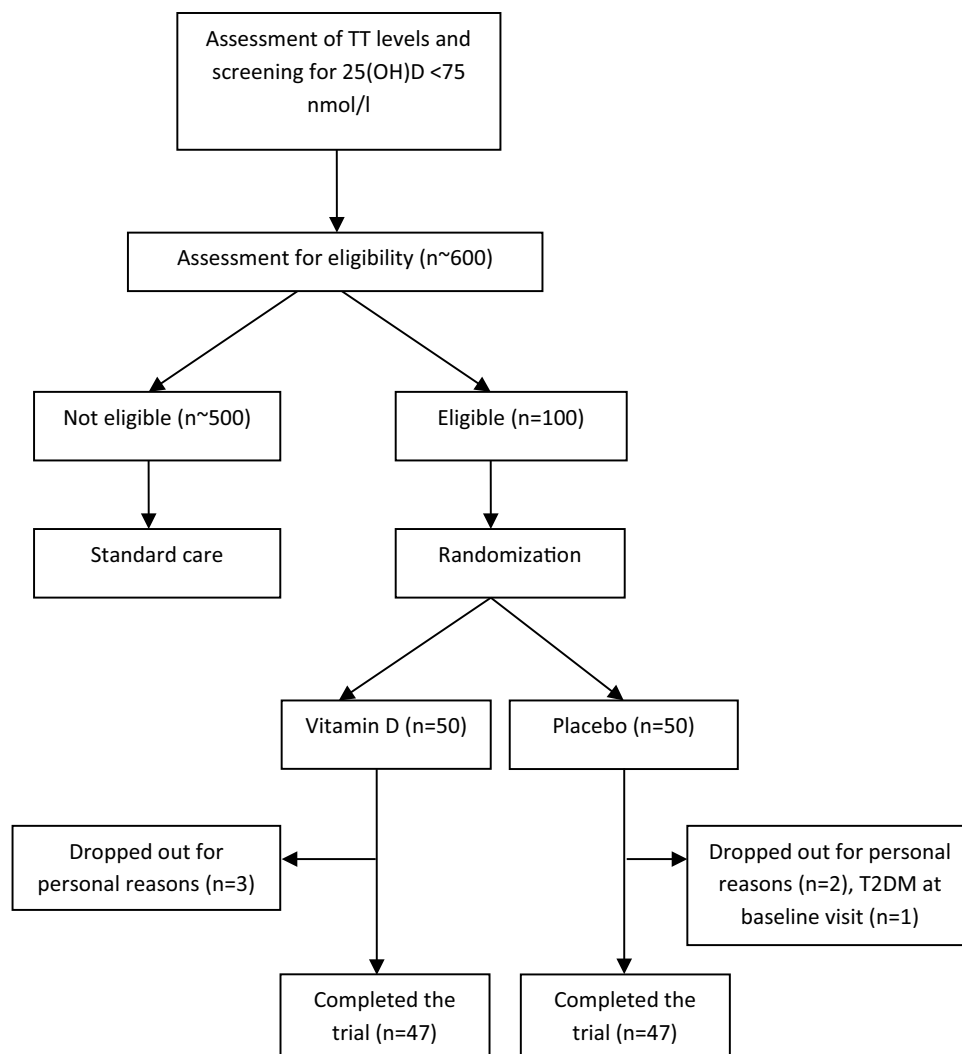 Assessment of TT levels and
screening for 25(OH)D <75
nmol/l
Assessment for eligibility (n~600)
Not eligible (n~500)
Eligible (n=100)
Standard care
Randomization
Vitamin D (n=50)
Placebo (n=50)
Dropped out for
personal reasons (n=3)
Dropped out for personal
reasons (n=2), T2DM at
baseline visit (n=1)
Completed the
trial (n=47)
Completed the
trial (n=47)